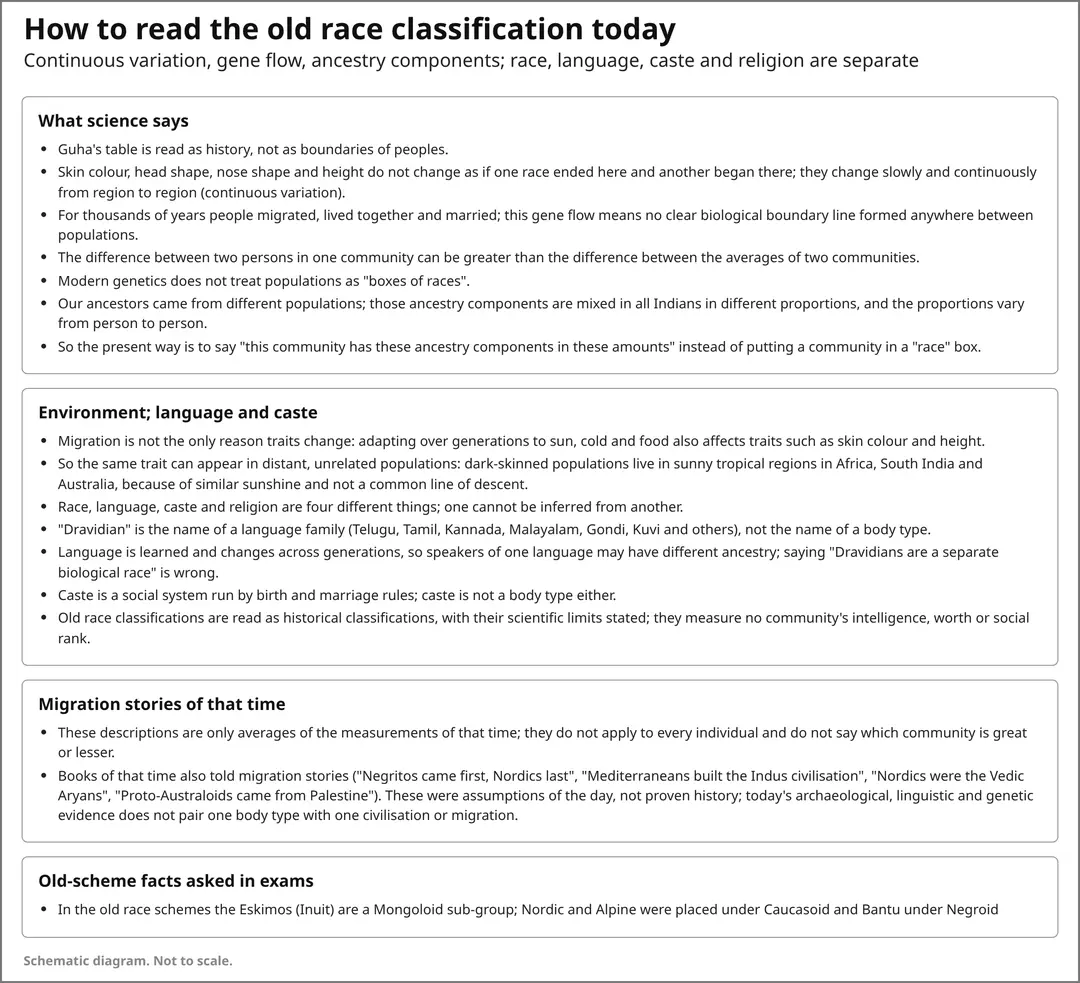 How to read the old race classification today
Continuous variation, gene flow, ancestry components; race, language, caste and religion are separate
What science says
• Guha's table is read as history, not as boundaries of peoples.
• Skin colour, head shape, nose shape and height do not change as if one race ended here and another began there; they change slowly and continuously
from region to region (continuous variation).
• For thousands of years people migrated, lived together and married; this gene flow means no clear biological boundary line formed anywhere between
populations.
• The difference between two persons in one community can be greater than the difference between the averages of two communities.
• Modern genetics does not treat populations as "boxes of races".
• Our ancestors came from different populations; those ancestry components are mixed in all Indians in different proportions, and the proportions vary
from person to person.
• So the present way is to say "this community has these ancestry components in these amounts" instead of putting a community in a "race" box.
Environment; language and caste
• Migration is not the only reason traits change: adapting over generations to sun, cold and food also affects traits such as skin colour and height.
• So the same trait can appear in distant, unrelated populations: dark-skinned populations live in sunny tropical regions in Africa, South India and
Australia, because of similar sunshine and not a common line of descent.
• Race, language, caste and religion are four different things; one cannot be inferred from another.
• "Dravidian" is the name of a language family (Telugu, Tamil, Kannada, Malayalam, Gondi, Kuvi and others), not the name of a body type.
• Language is learned and changes across generations, so speakers of one language may have different ancestry; saying "Dravidians are a separate
biological race" is wrong.
• Caste is a social system run by birth and marriage rules; caste is not a body type either.
• Old race classifications are read as historical classifications, with their scientific limits stated; they measure no community's intelligence, worth or social
rank.
Migration stories of that time
• These descriptions are only averages of the measurements of that time; they do not apply to every individual and do not say which community is great
or lesser.
• Books of that time also told migration stories ("Negritos came first, Nordics last", "Mediterraneans built the Indus civilisation", "Nordics were the Vedic
Aryans", "Proto-Australoids came from Palestine"). These were assumptions of the day, not proven history; today's archaeological, linguistic and genetic
evidence does not pair one body type with one civilisation or migration.
Old-scheme facts asked in exams
• In the old race schemes the Eskimos (Inuit) are a Mongoloid sub-group; Nordic and Alpine were placed under Caucasoid and Bantu under Negroid
Schematic diagram. Not to scale.